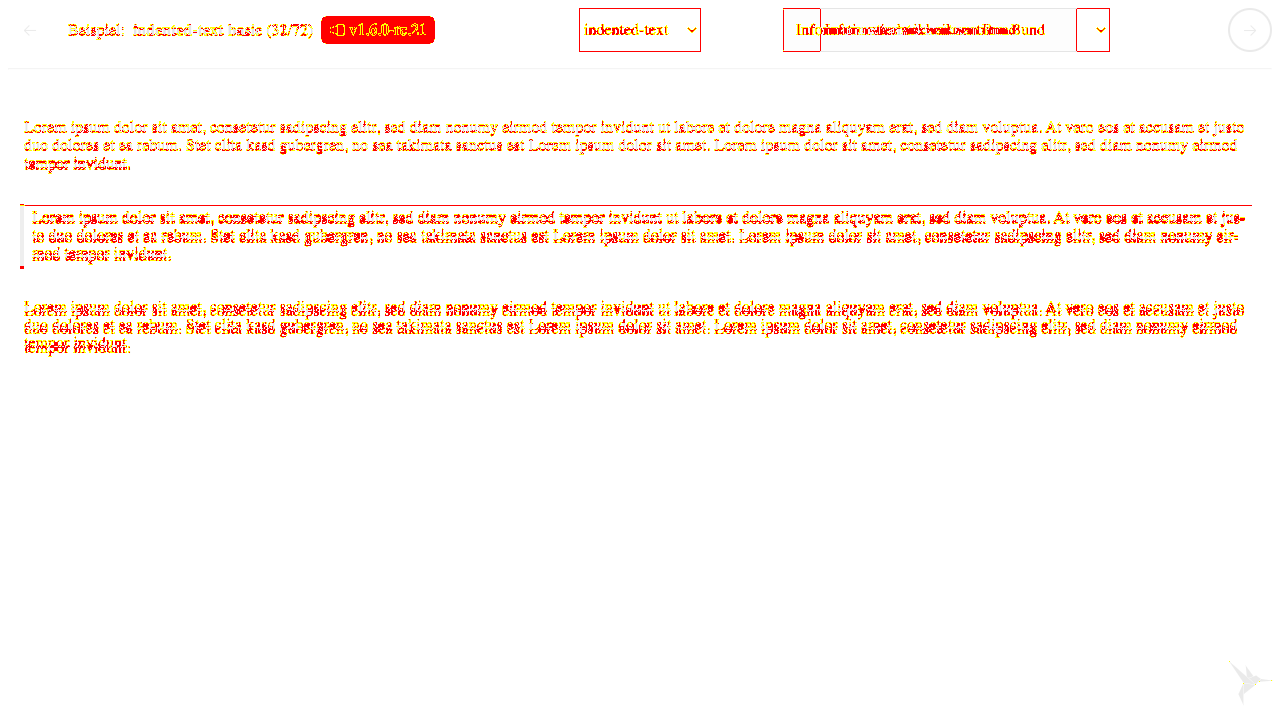 Beispiel: indented-text basic (32/72) v1.6.0-rc.21 indented-text
Lorem ipsum dolor sit amet, consetetur sadipscing elitr, sed diam nonumy eirmod tempor invidunt ut labore et dolore magna aliquyam erat, sed diam voluptua. At vero eos et accusam et justo
duo dolores et ea rebum. Stet clita kasd gubergren, no sea takimata sanctus est Lorem ipsum dolor sit amet. Lorem ipsum dolor sit amet, consetetur sadipscing elitr, sed diam nonumy eirmod
tempor invidunt.
Lorem ipsum dolor sit amet, consetetur sadipscing elitr, sed diam nonumy eirmod tempor invidunt ut labore et dolore magna aliquyam erat, sed diam voluptua. At vero eos et accusam et jus-
to duo dolores et ea rebum. Stet clita kasd gubergren, no sea takimata sanctus est Lorem ipsum dolor sit amet. Lorem ipsum dolor sit amet, consetetur sadipscing elitr, sed diam nonumy eir-
mod tempor invidunt.
Lorem ipsum dolor sit amet, consetetur sadipscing elitr, sed diam nonumy eirmod tempor invidunt ut labore et dolore magna aliquyam erat, sed diam voluptua. At vero eos et accusam et justo
duo dolores et ea rebum. Stet clita kasd gubergren, no sea takimata sanctus est Lorem ipsum dolor sit amet. Lorem ipsum dolor sit amet, consetetur sadipscing elitr, sed diam nonumy eirmod
tempor invidunt.